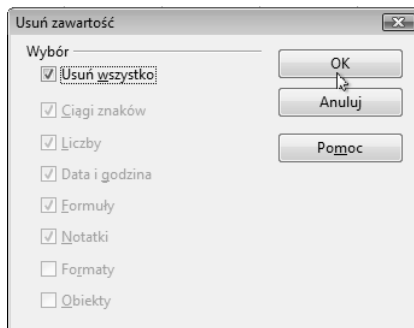 Usuń zawartość
Wybór
Usuń wszystko
Ciągi znaków
Liczby
Data i godzina
Formuły
Notatki
Formaty
Obiekty
OK
Anuluj
Pomoc